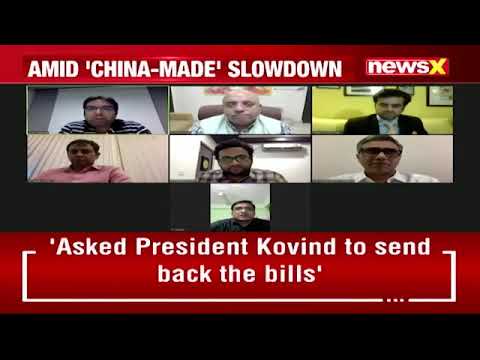 AMID 'CHINA-MADE' SLOWDOWN
newsX
'Asked President Kovind to send
back the bills'